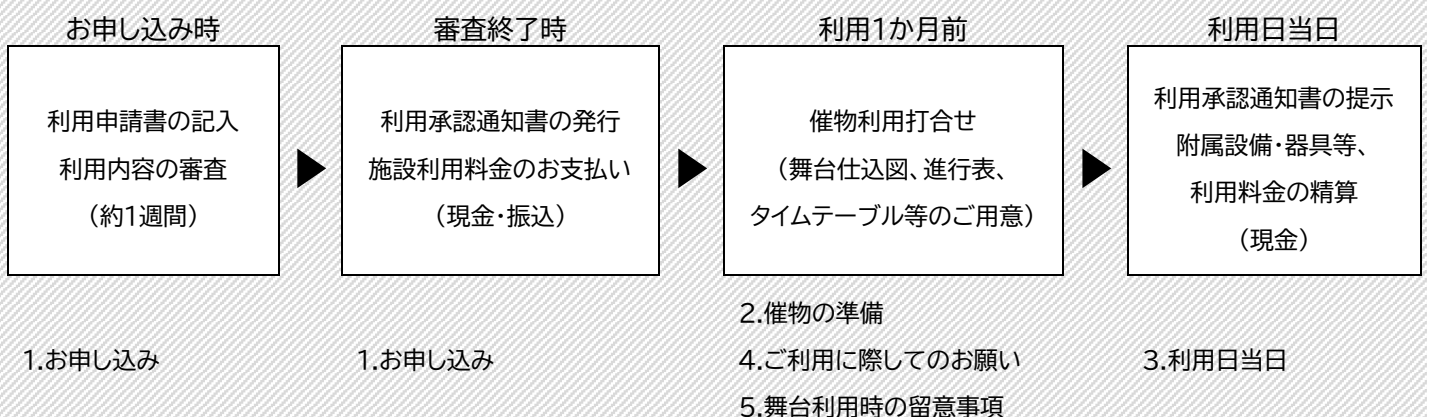 お申し込み時
利用申請書の記入
利用内容の審査
（約1週間）
1.お申し込み
審査終了時
利用承認通知書の発行
施設利用料金のお支払い
（現金・振込）
1.お申し込み
利用1か月前
催物利用打合せ
（舞台仕込図、進行表、
タイムテーブル等のご用意）
2.催物の準備
4.ご利用に際してのお願い
5.舞台利用時の留意事項
利用日当日
利用承認通知書の提示
附属設備・器具等、
利用料金の精算
（現金）
3.利用日当日